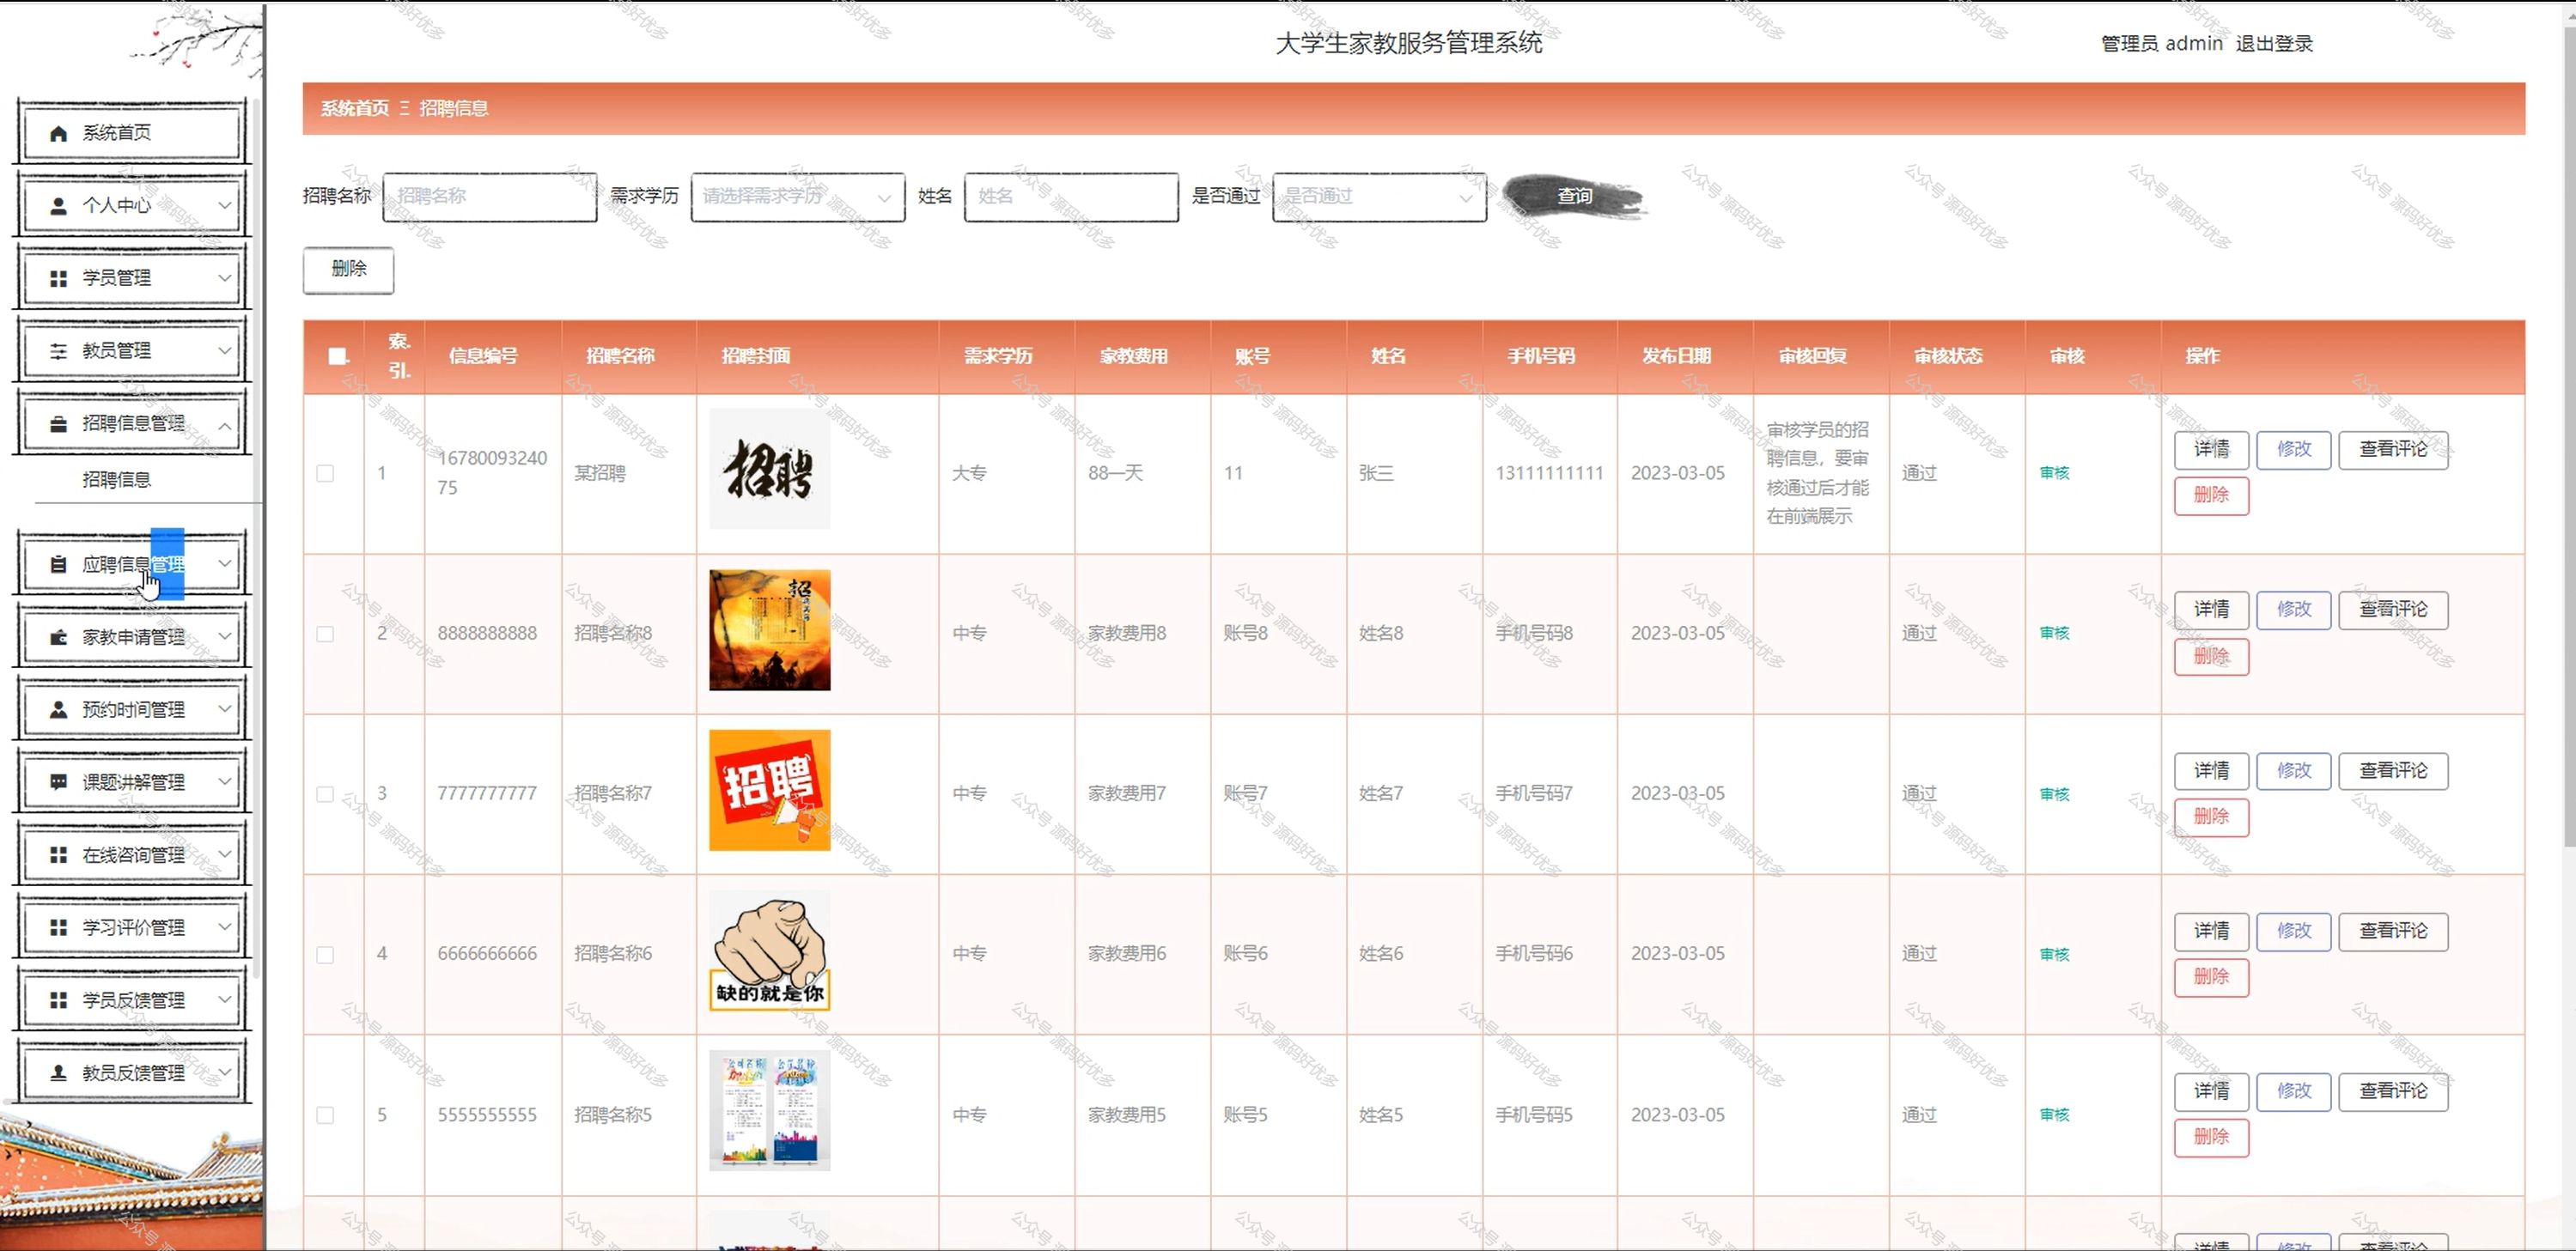 大学生家教服务管理系统
管理员 admin 退出登录
系统首页
个人中心
学员管理
教员管理
招聘信息管理
招聘信息
应聘信息管理
家教申请管理
预约时间管理
课题讲解管理
在线咨询管理
学习评价管理
学员反馈管理
教员反馈管理
系统首页 Ξ 招聘信息
招聘名称 招聘名称 需求学历 请选择需求学历 姓名 姓名 是否通过 是否通过 查询
删除
索. 信息编号 招聘名称 招聘封面 需求学历 家教费用 账号 姓名 手机号码 发布日期 审核回复 审核状态 审核 操作
引.
1 16780093240 某招聘 招聘 大专 88一天 11 张三 13111111111 2023-03-05 审核学员的招 通过 审核 详情 修改 查看评论
75 聘信息，要审 删除
核通过后才能
在前端展示
2 8888888888 招聘名称8 招 中专 家教费用8 账号8 姓名8 手机号码8 2023-03-05 通过 审核 详情 修改 查看评论
删除
3 7777777777 招聘名称7 招聘 中专 家教费用7 账号7 姓名7 手机号码7 2023-03-05 通过 审核 详情 修改 查看评论
删除
4 6666666666 招聘名称6 缺的就是你 中专 家教费用6 账号6 姓名6 手机号码6 2023-03-05 通过 审核 详情 修改 查看评论
删除
5 5555555555 招聘名称5 中专 家教费用5 账号5 姓名5 手机号码5 2023-03-05 通过 审核 详情 修改 查看评论
删除
详情 修改 查看评论
公众号 源码好优多